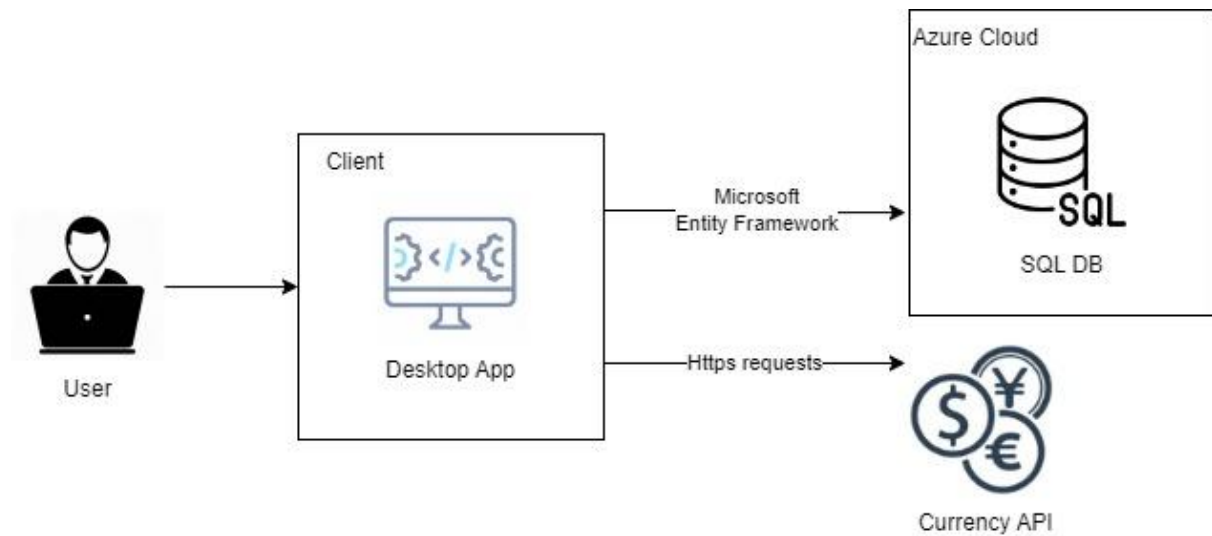 Azure Cloud
Client
Microsoft
Entity Framework
SQL
SQL DB
</>
Https requests
Desktop App
User
$
¥
€
Currency API